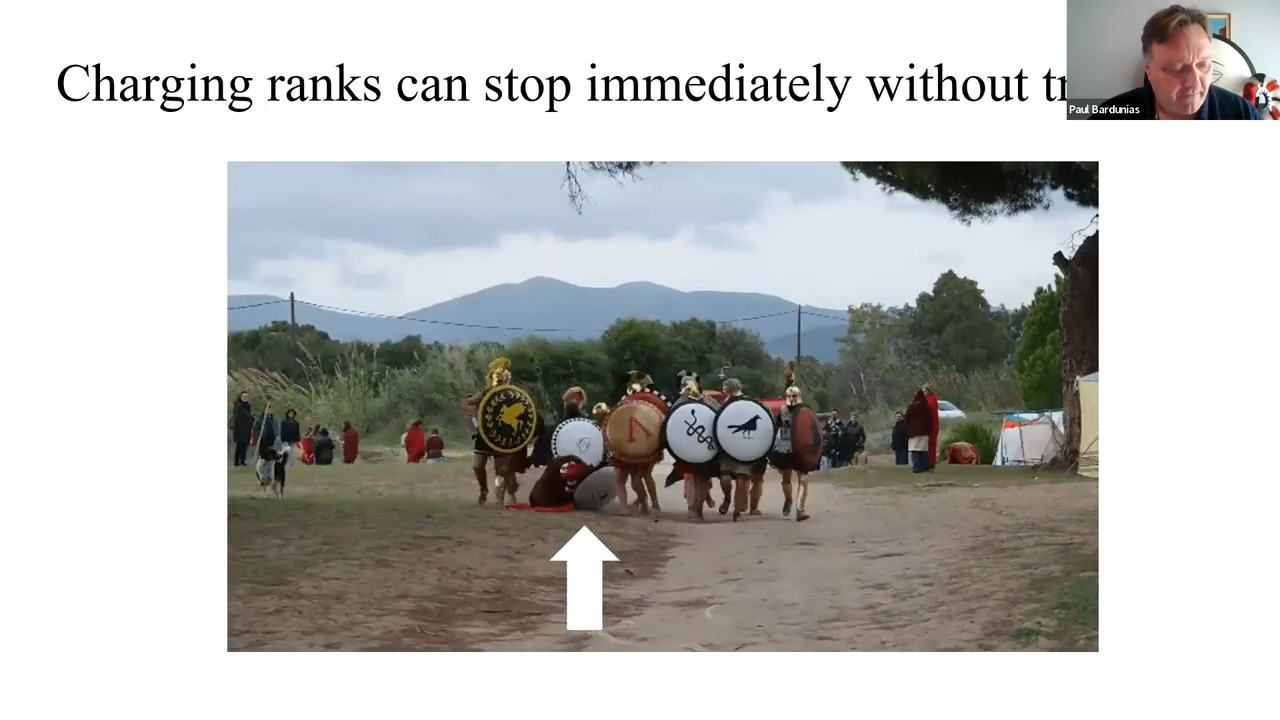 Charging ranks can stop immediately without tr
Paul Bardunias
Λ